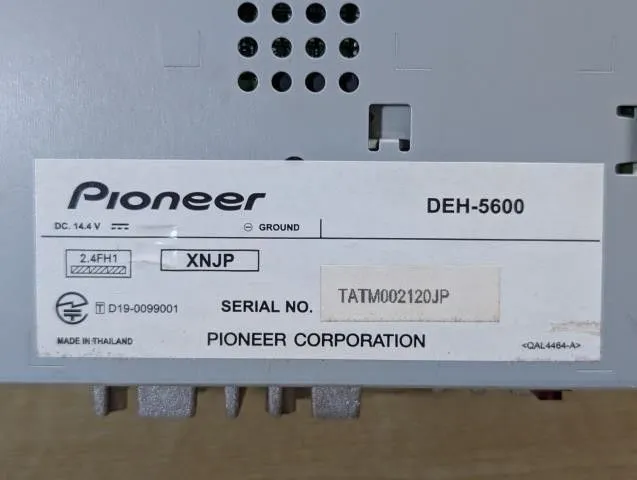 Pioneer
DEH-5600
DC. 14.4 V
⊖ GROUND
2.4FH1
XNJP
T D19-0099001
SERIAL NO.
TATM002120JP
MADE IN THAILAND
PIONEER CORPORATION
<QAL4464-A>